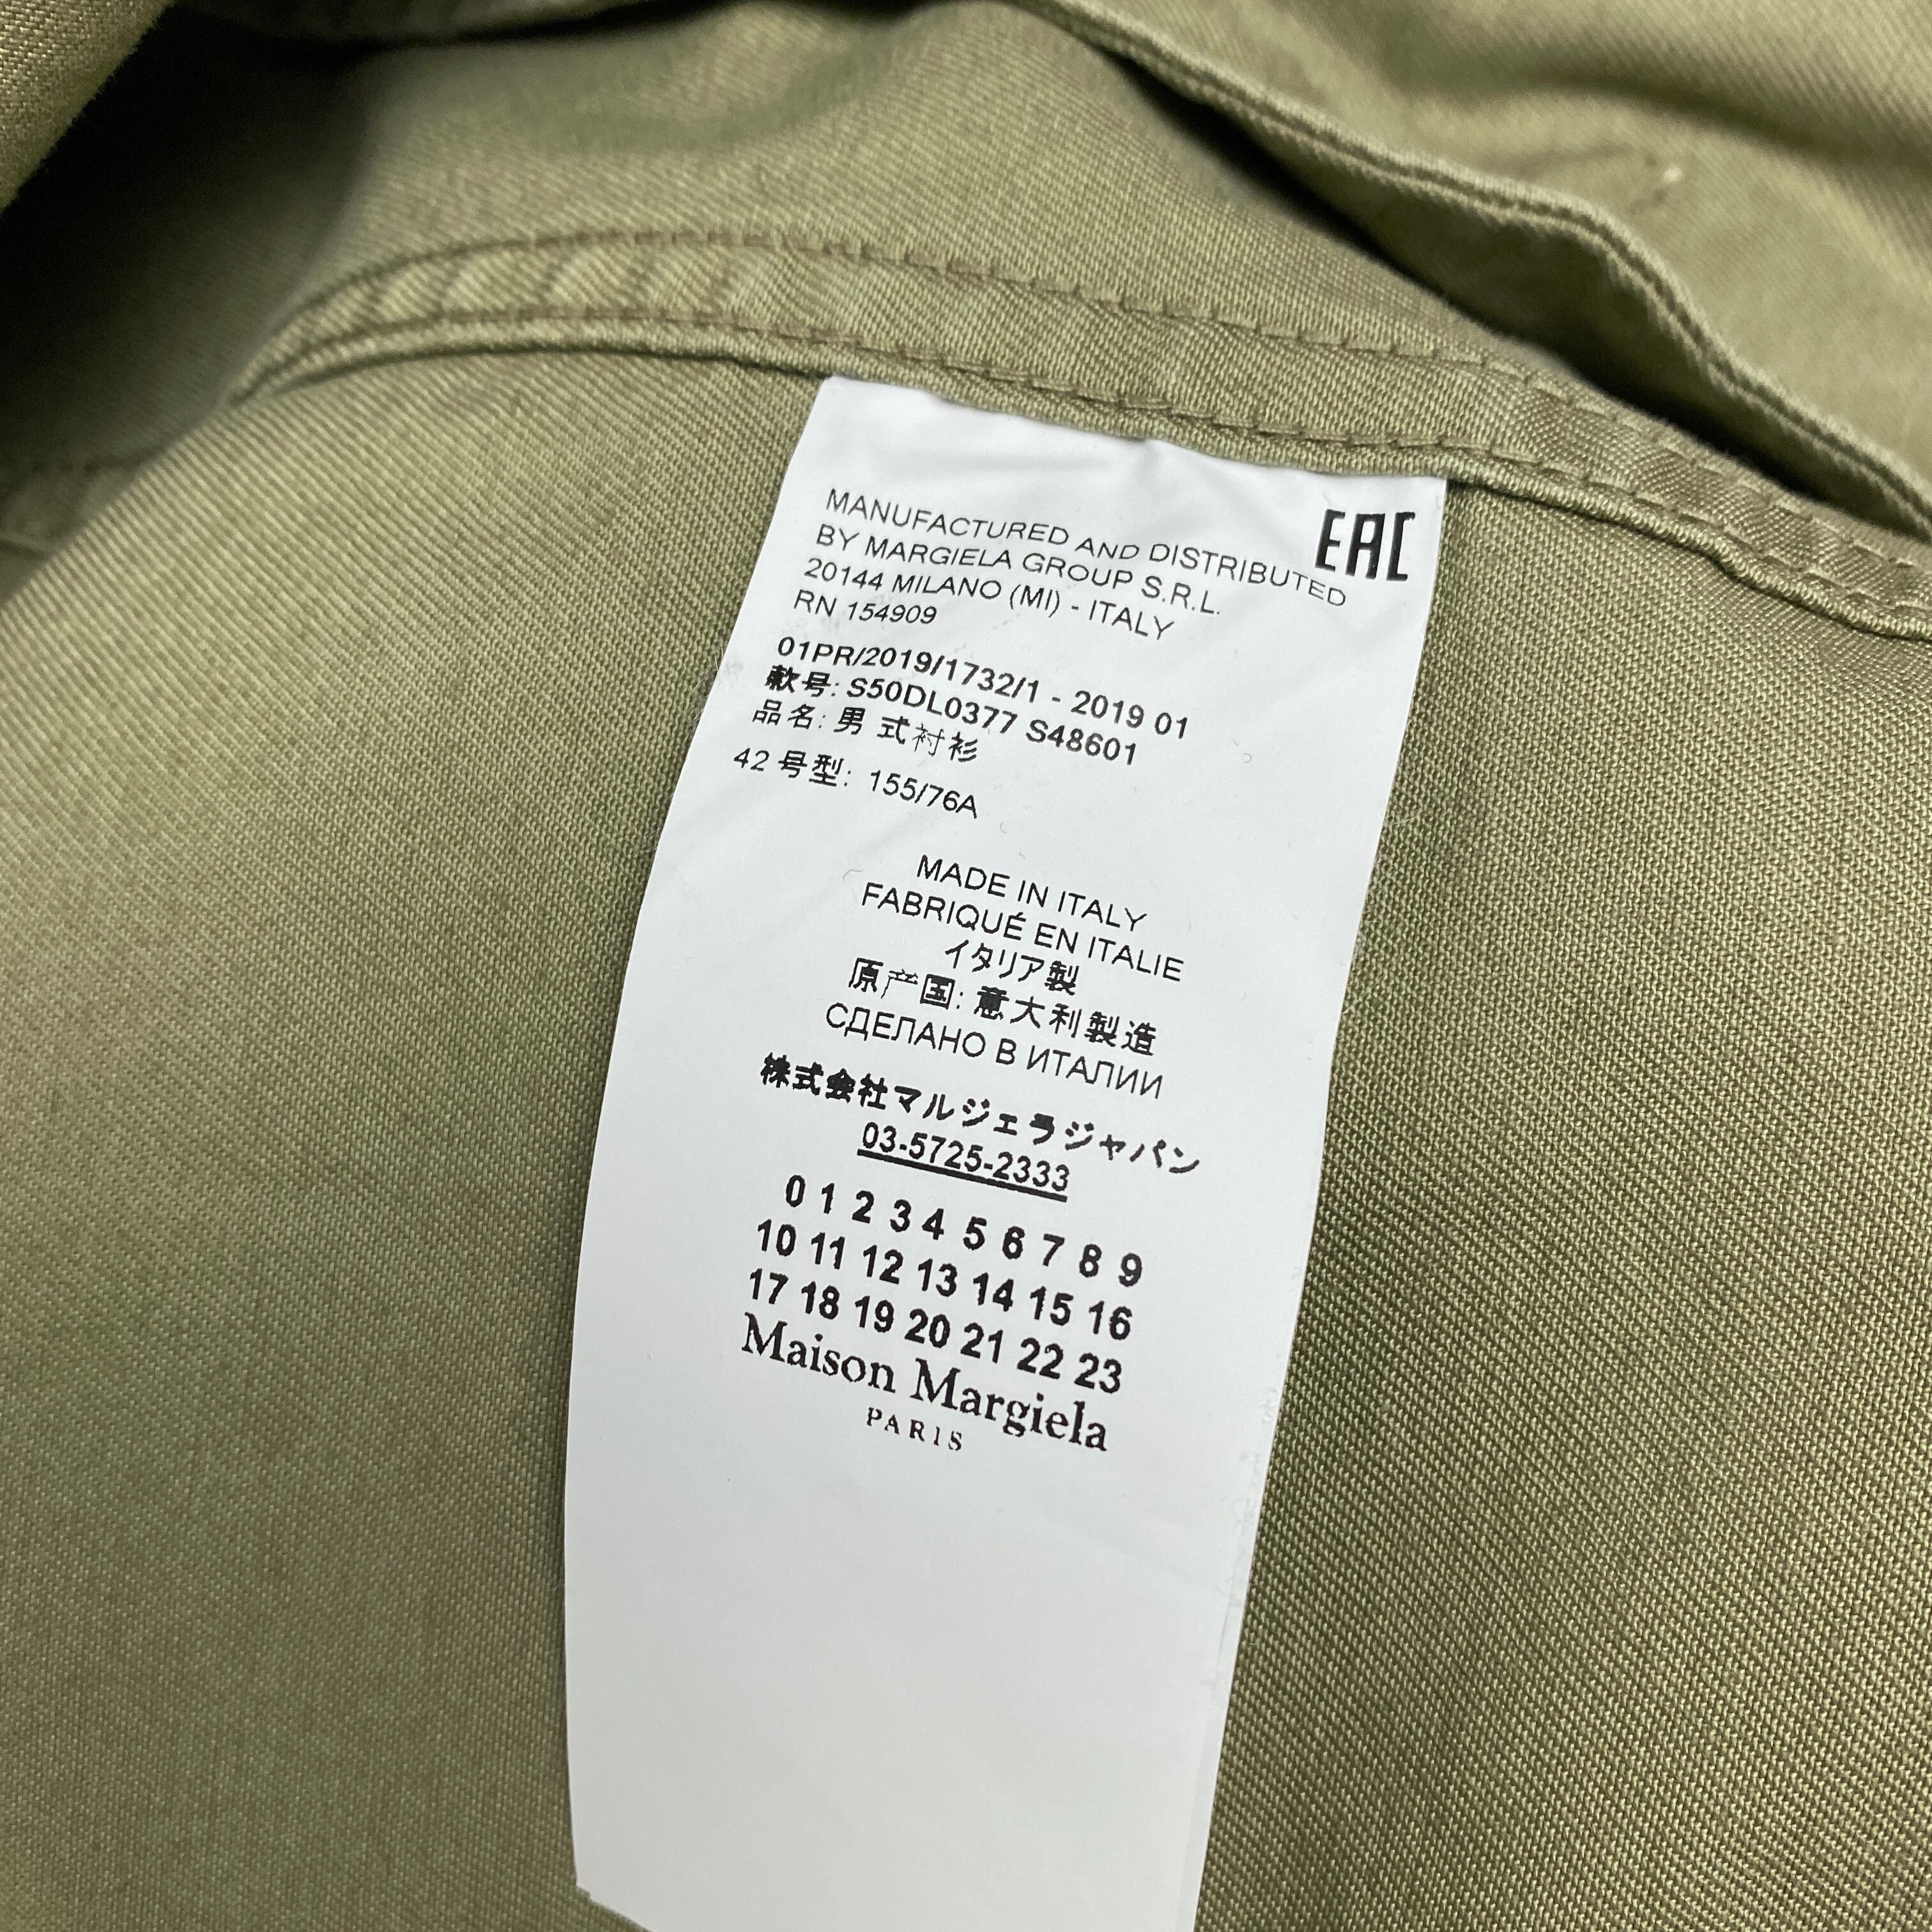 EAC
MANUFACTURED AND DISTRIBUTED
BY MARGIELA GROUP S.R.L.
20144 MILANO (MI) - ITALY
RN 154909
01PR/2019/1732/1 - 2019 01
款号: S50DL0377 S48601
品名: 男 式衬衫
42 号型: 155/76A
MADE IN ITALY
FABRIQUÉ EN ITALIE
イタリア製
原产国: 意大利製造
СДЕЛАНО В ИТАЛИИ
株式会社マルジェラジャパン
03-5725-2333
0 1 2 3 4 5 6 7 8 9
10 11 12 13 14 15 16
17 18 19 20 21 22 23
Maison Margiela
PARIS